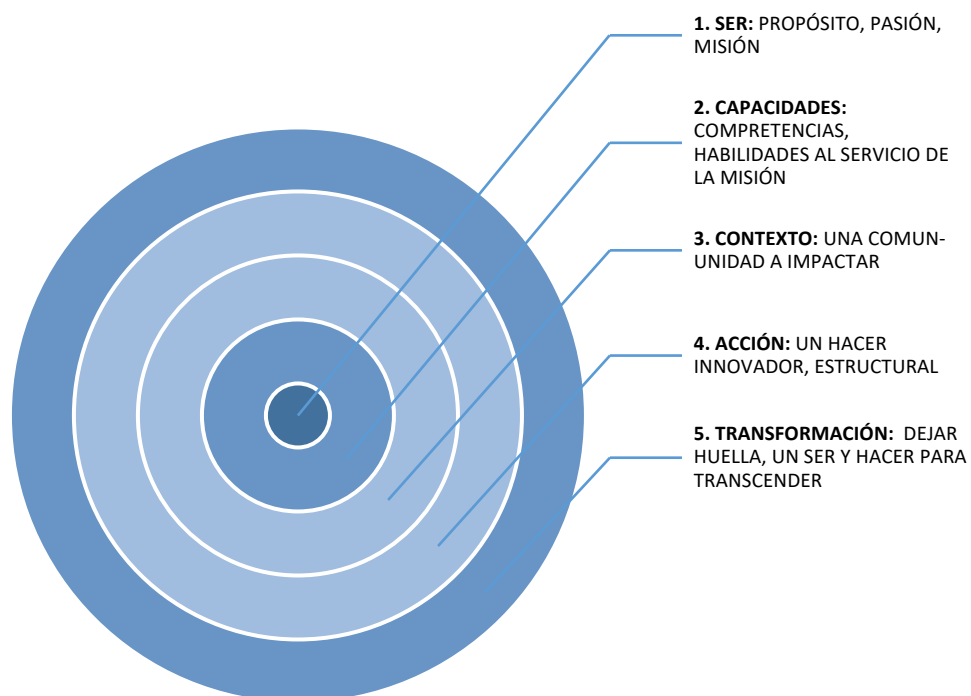 1. SER: PROPÓSITO, PASIÓN,
MISIÓN
2. CAPACIDADES:
COMPRETENCIAS,
HABILIDADES AL SERVICIO DE
LA MISIÓN
3. CONTEXTO: UNA COMUN-
UNIDAD A IMPACTAR
4. ACCIÓN: UN HACER
INNOVADOR, ESTRUCTURAL
5. TRANSFORMACIÓN:  DEJAR
HUELLA, UN SER Y HACER PARA
TRANSCENDER